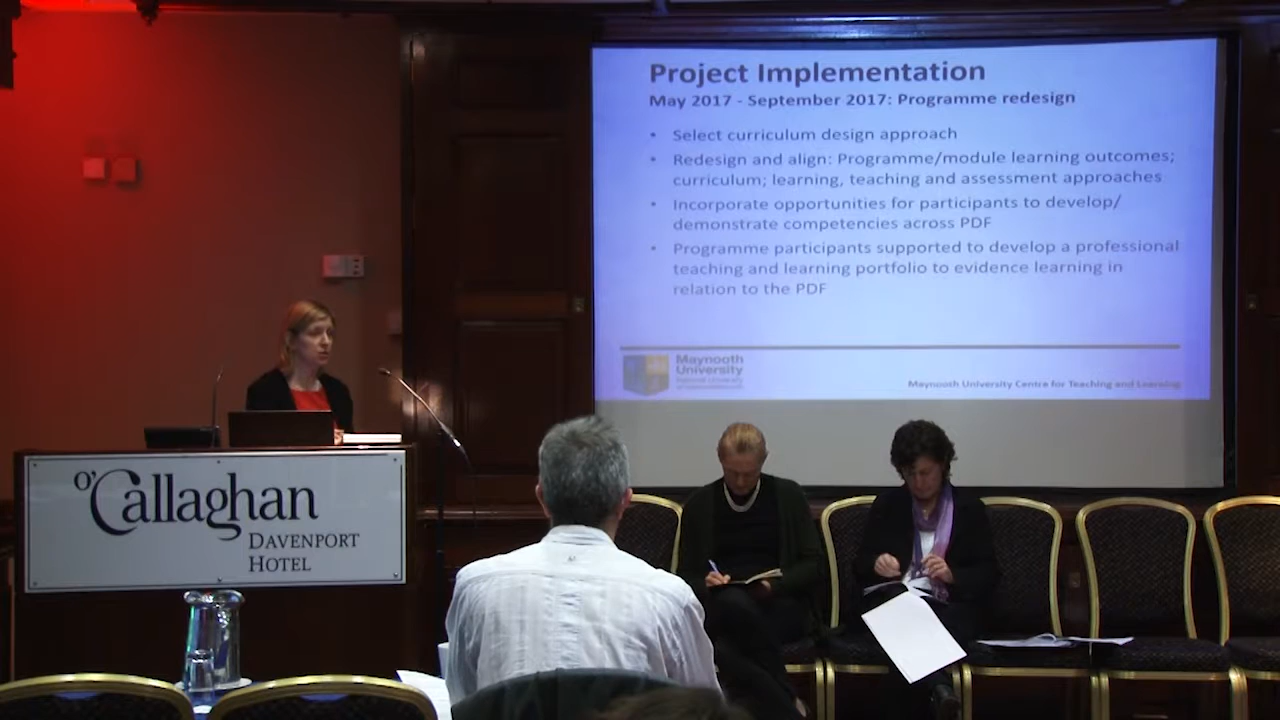 Project Implementation
May 2017 - September 2017: Programme redesign
• Select curriculum design approach
• Redesign and align: Programme/module learning outcomes;
curriculum; learning, teaching and assessment approaches
• Incorporate opportunities for participants to develop/
demonstrate competencies across PDF
• Programme participants supported to develop a professional
teaching and learning portfolio to evidence learning in
relation to the PDF
Maynooth
University
National University
Maynooth University Centre for Teaching and Learning
O'Callaghan
DAVENPORT
HOTEL